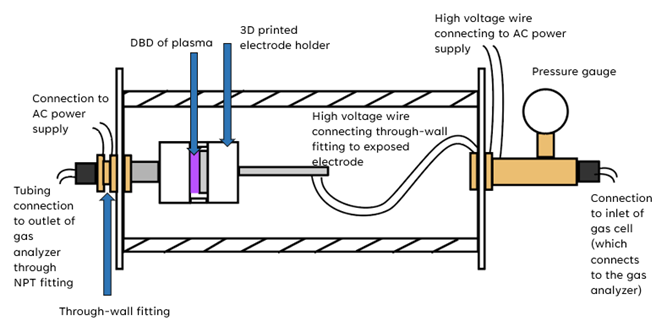 High voltage wire
connecting to AC power
supply
DBD of plasma
3D printed
electrode holder
Pressure gauge
Connection to
AC power
supply
High voltage wire
connecting through-wall
fitting to exposed
electrode
Tubing
connection
to outlet of
gas
analyzer
through
NPT fitting
Connection
to inlet of
gas cell
(which
connects
to the gas
analyzer)
Through-wall fitting